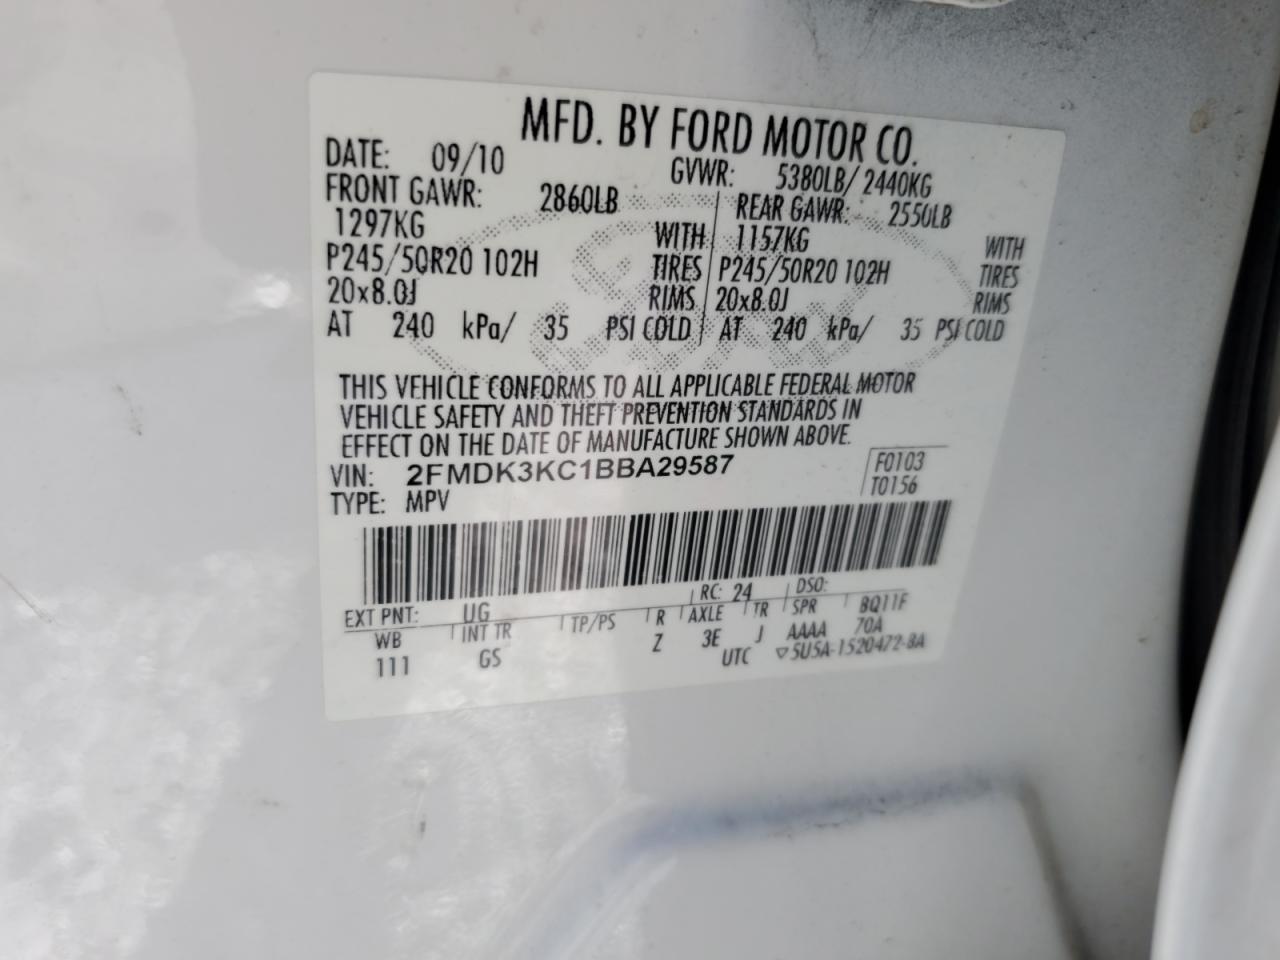 MFD. BY FORD MOTOR CO.
DATE: 09/10 GVWR: 5380LB/ 2440KG
FRONT GAWR: 2860LB REAR GAWR: 2550LB
1297KG WITH 1157KG WITH
P245/50R20 102H TIRES P245/50R20 102H TIRES
20x8.0J RIMS 20x8.0J RIMS
AT 240 kPa/ 35 PSI COLD AT 240 kPa/ 35 PSI COLD
THIS VEHICLE CONFORMS TO ALL APPLICABLE FEDERAL MOTOR
VEHICLE SAFETY AND THEFT PREVENTION STANDARDS IN
EFFECT ON THE DATE OF MANUFACTURE SHOWN ABOVE.
VIN: 2FMDK3KC1BBA29587 F0103
TYPE: MPV T0156
EXT PNT: UG RC: 24 DSO: BQ11F
WB INT TR TP/PS R AXLE TR SPR 70A
111 GS Z 3E J AAAA
UTC ▽5U5A-1520472-BA